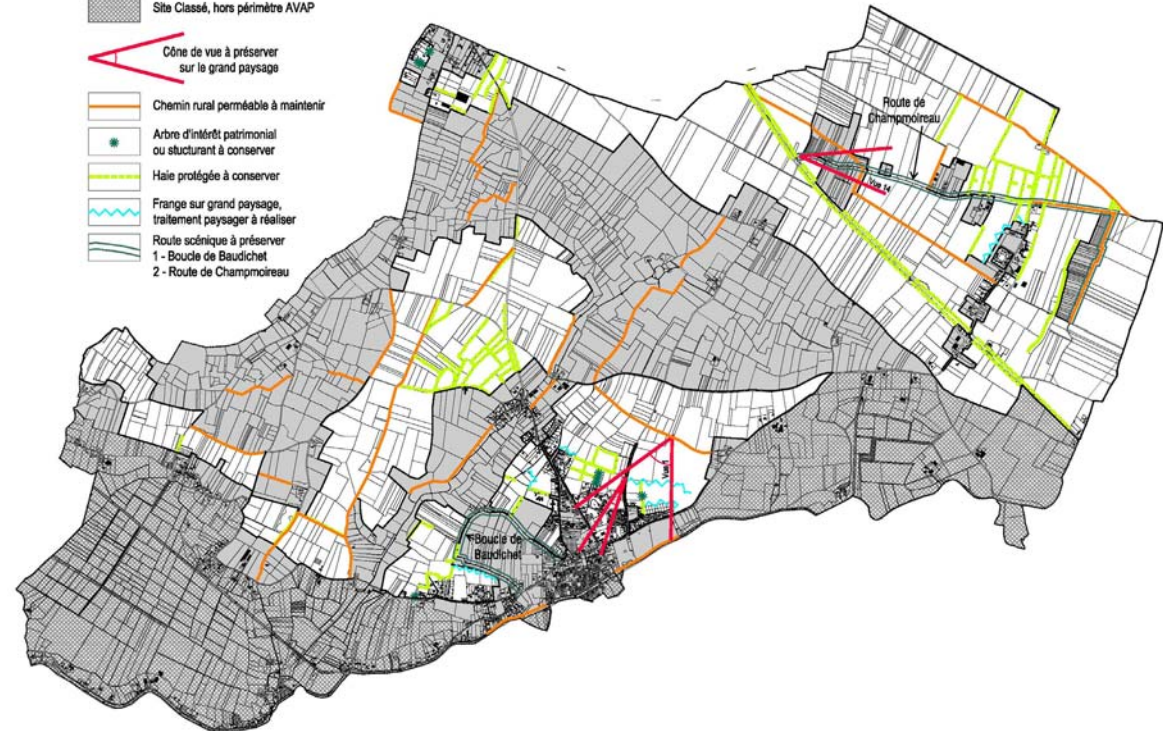 Site Classé, hors périmètre AVAP
Cône de vue à préserver
sur le grand paysage
Chemin rural perméable à maintenir
Arbre d'intérêt patrimonial
ou stucturant à conserver
Haie protégée à conserver
Frange sur grand paysage,
traitement paysager à réaliser
Route scénique à préserver
1 - Boucle de Baudichet
2 - Route de Champmoireau
Route de
Champmoireau
Vue 14
Vue 1
Boucle de
Baudichet